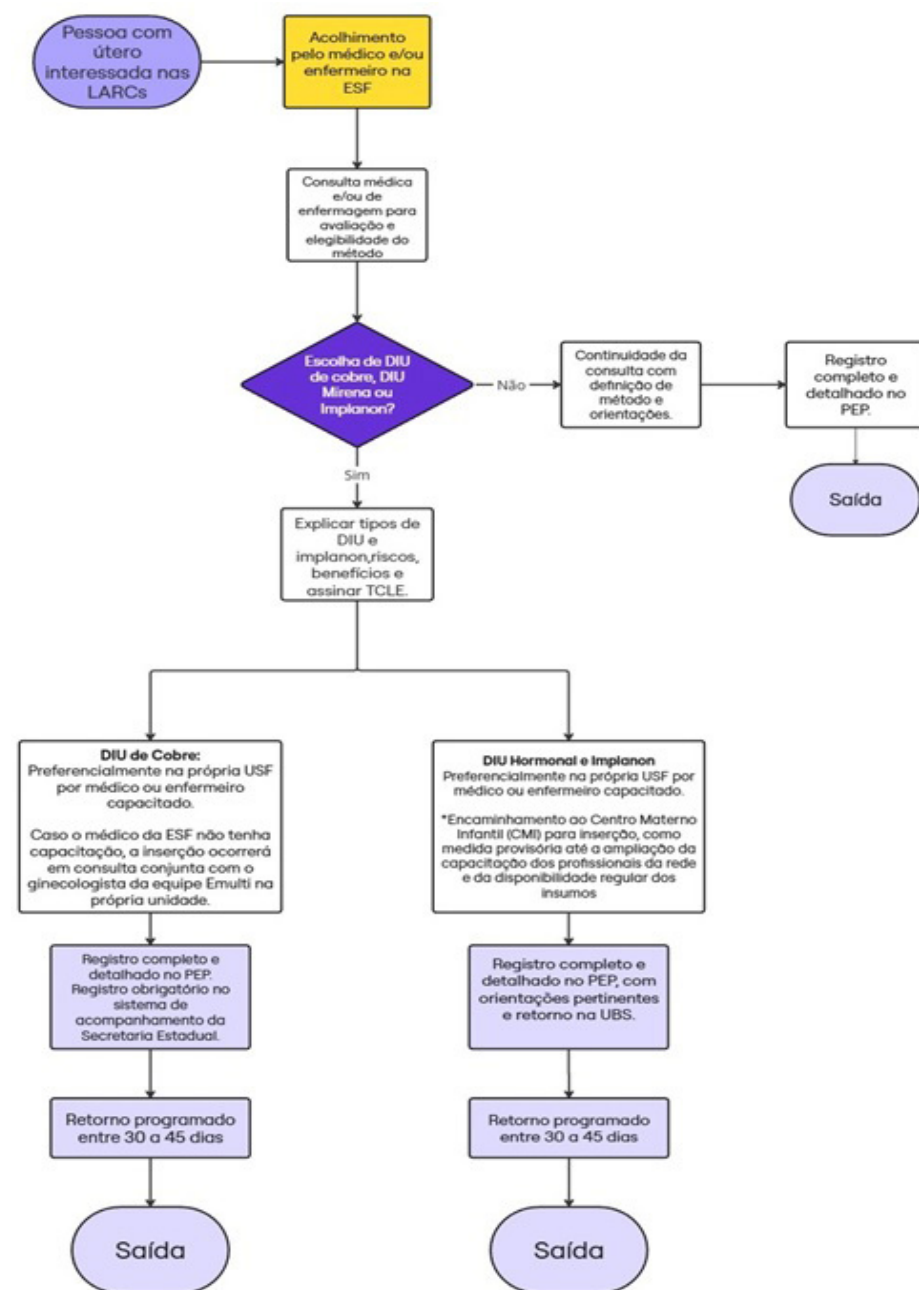 Pessoa com
útero
interessada nas
LARCs
Acolhimento
pelo médico e/ou
enfermeiro na
ESF
Consulta médica
e/ou de
enfermagem para
avaliação e
elegibilidade do
método
Escolha de DIU
de cobre, DIU
Mirena ou
Implanon?
Não
Continuidade da
consulta com
definição de
método e
orientações.
Registro
completo e
detalhado no
PEP.
Saída
Sim
Explicar tipos de
DIU e
implanon,riscos,
benefícios e
assinar TCLE.
DIU de Cobre:
Preferencialmente na própria USF
por médico ou enfermeiro
capacitado.
Caso o médico da ESF não tenha
capacitação, a inserção ocorrerá
em consulta conjunta com o
ginecologista da equipe Emulti na
própria unidade.
DIU Hormonal e Implanon
Preferencialmente na própria USF por
médico ou enfermeiro capacitado.
*Encaminhamento ao Centro Materno
Infantil (CMI) para inserção, como
medida provisória até a ampliação da
capacitação dos profissionais da rede
e da disponibilidade regular dos
insumos
Registro completo e
detalhado no PEP.
Registro obrigatório no
sistema de
acompanhamento da
Secretaria Estadual.
Registro completo e
detalhado no PEP, com
orientações pertinentes
e retorno na UBS.
Retorno programado
entre 30 a 45 dias
Retorno programado
entre 30 a 45 dias
Saída
Saída